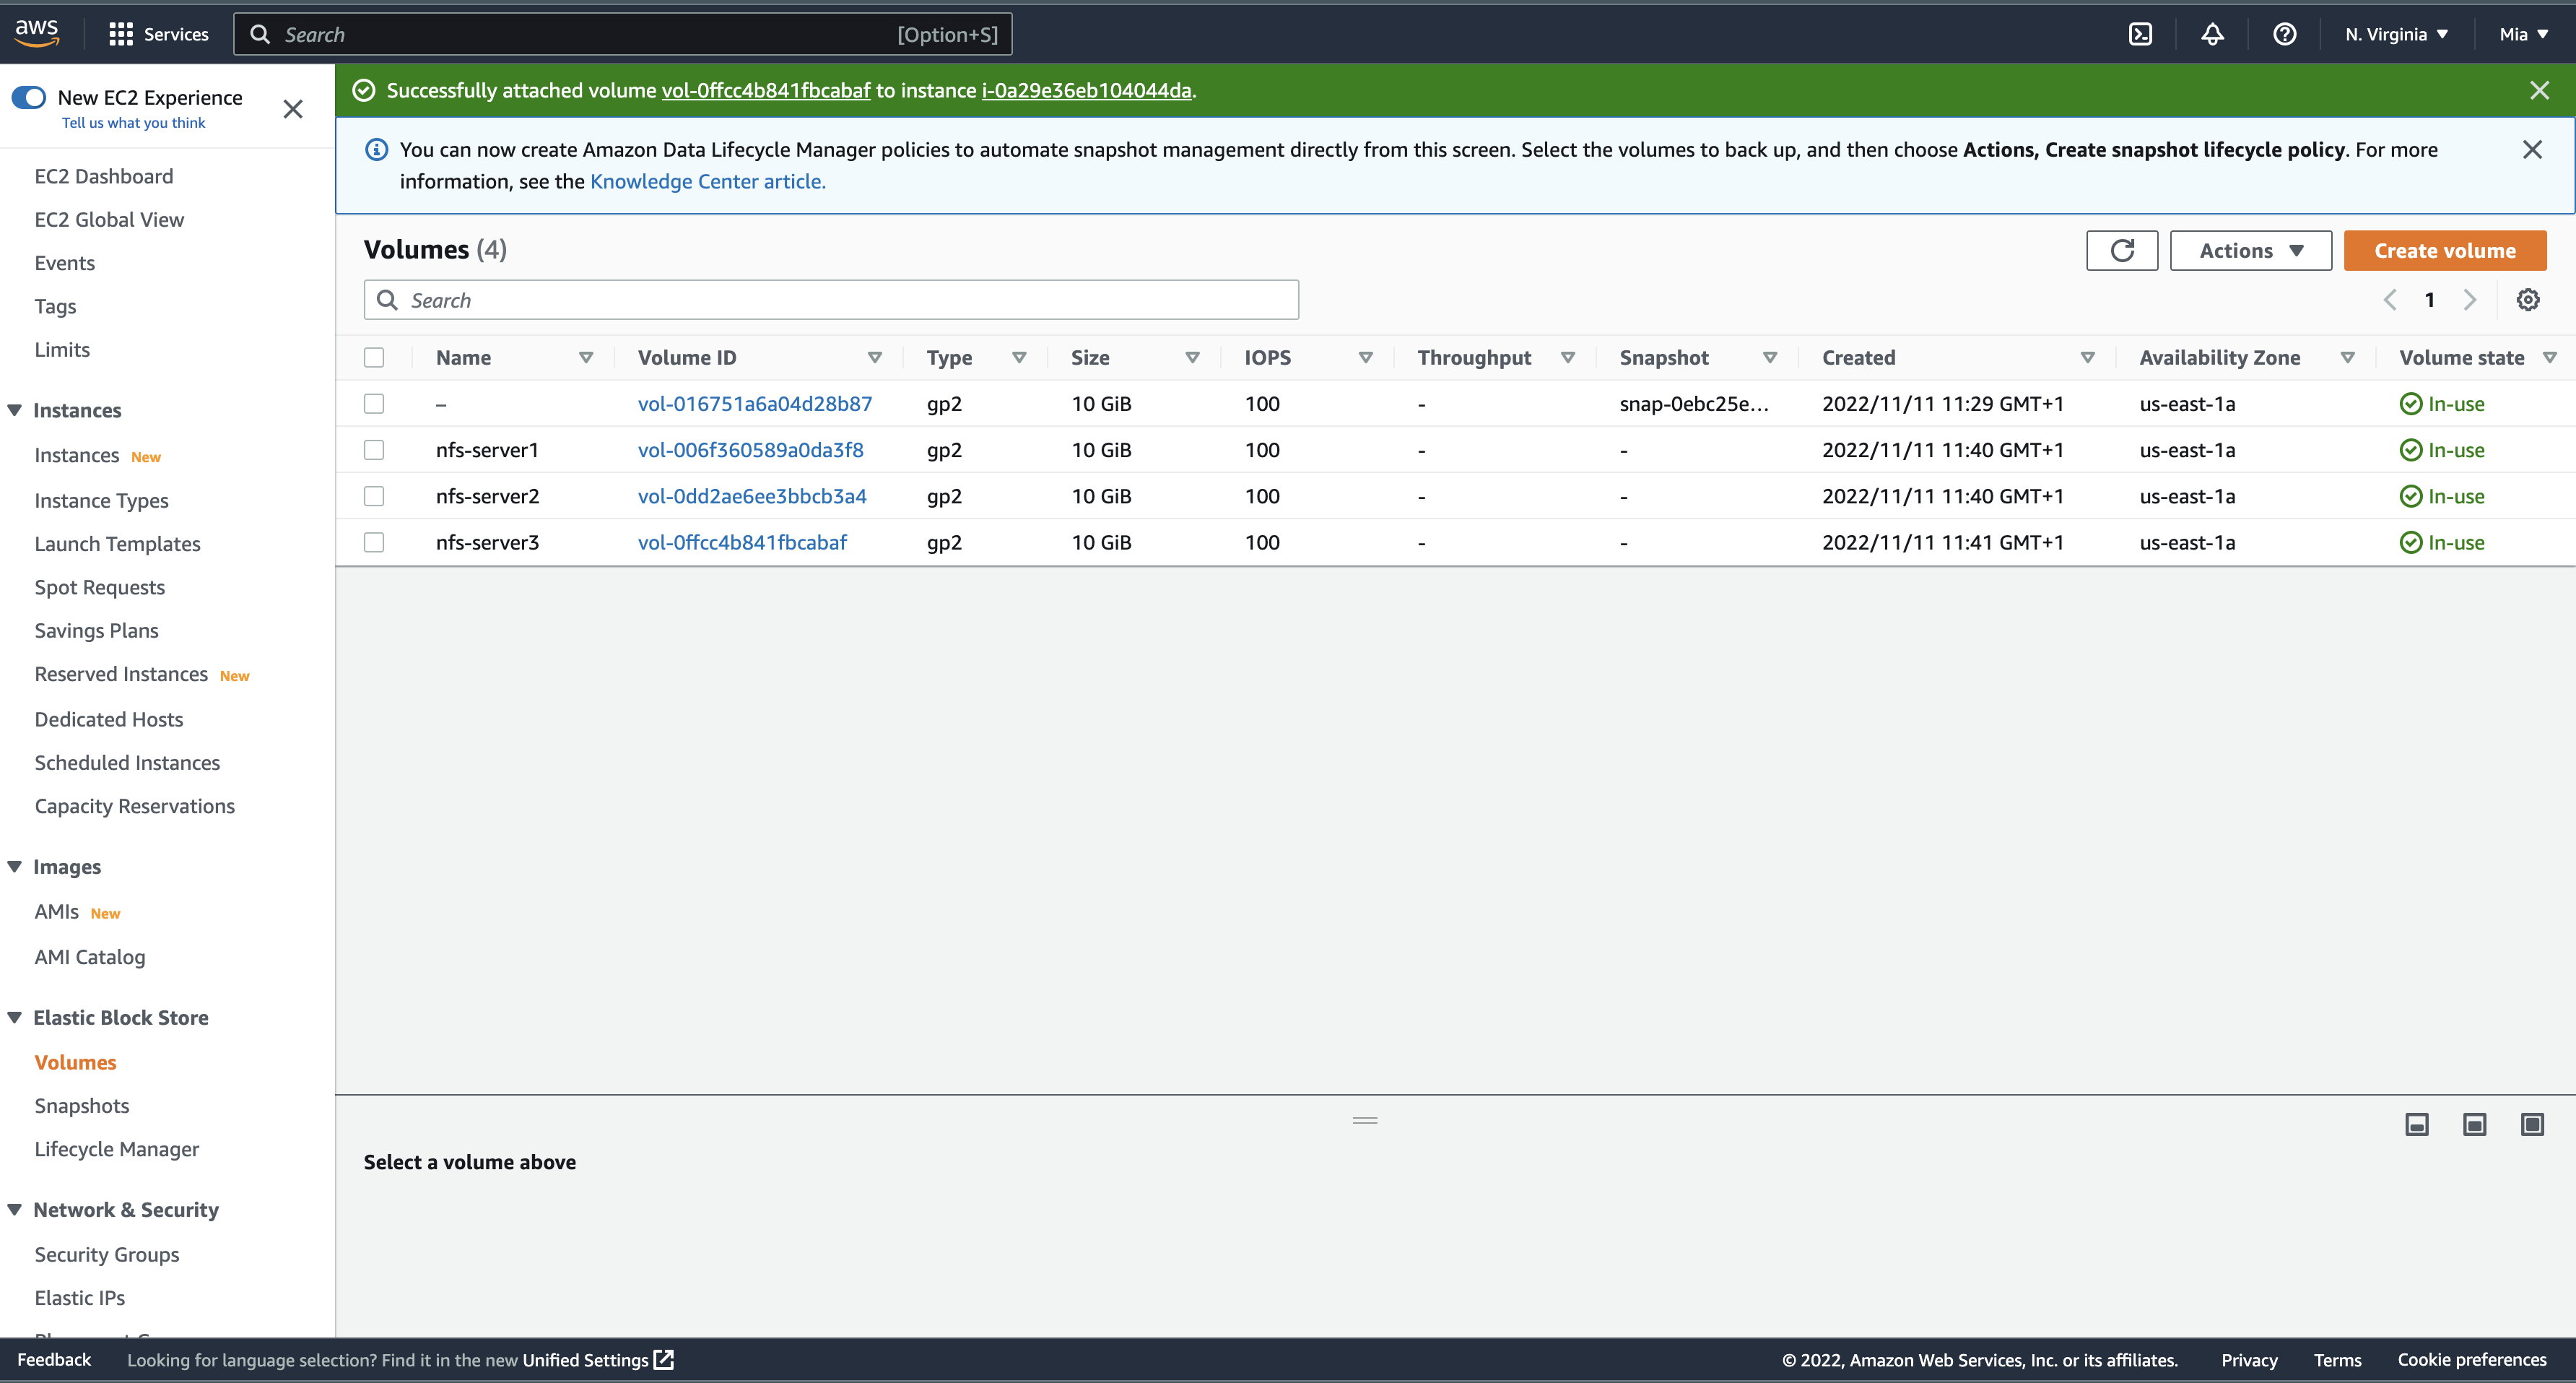 aws
Services
Search
[Option+S]
N. Virginia
Mia
New EC2 Experience
Tell us what you think
EC2 Dashboard
EC2 Global View
Events
Tags
Limits
Instances
Instances New
Instance Types
Launch Templates
Spot Requests
Savings Plans
Reserved Instances New
Dedicated Hosts
Scheduled Instances
Capacity Reservations
Images
AMIs New
AMI Catalog
Elastic Block Store
Volumes
Snapshots
Lifecycle Manager
Network & Security
Security Groups
Elastic IPs
Successfully attached volume vol-0ffcc4b841fbcabaf to instance i-0a29e36eb104044da.
You can now create Amazon Data Lifecycle Manager policies to automate snapshot management directly from this screen. Select the volumes to back up, and then choose Actions, Create snapshot lifecycle policy. For more
information, see the Knowledge Center article.
Volumes (4)
Actions
Create volume
Search
1
Name Volume ID Type Size IOPS Throughput Snapshot Created Availability Zone Volume state
– vol-016751a6a04d28b87 gp2 10 GiB 100 - snap-0ebc25e... 2022/11/11 11:29 GMT+1 us-east-1a In-use
nfs-server1 vol-006f360589a0da3f8 gp2 10 GiB 100 - - 2022/11/11 11:40 GMT+1 us-east-1a In-use
nfs-server2 vol-0dd2ae6ee3bbcb3a4 gp2 10 GiB 100 - - 2022/11/11 11:40 GMT+1 us-east-1a In-use
nfs-server3 vol-0ffcc4b841fbcabaf gp2 10 GiB 100 - - 2022/11/11 11:41 GMT+1 us-east-1a In-use
Select a volume above
Feedback
Looking for language selection? Find it in the new Unified Settings
© 2022, Amazon Web Services, Inc. or its affiliates.
Privacy
Terms
Cookie preferences